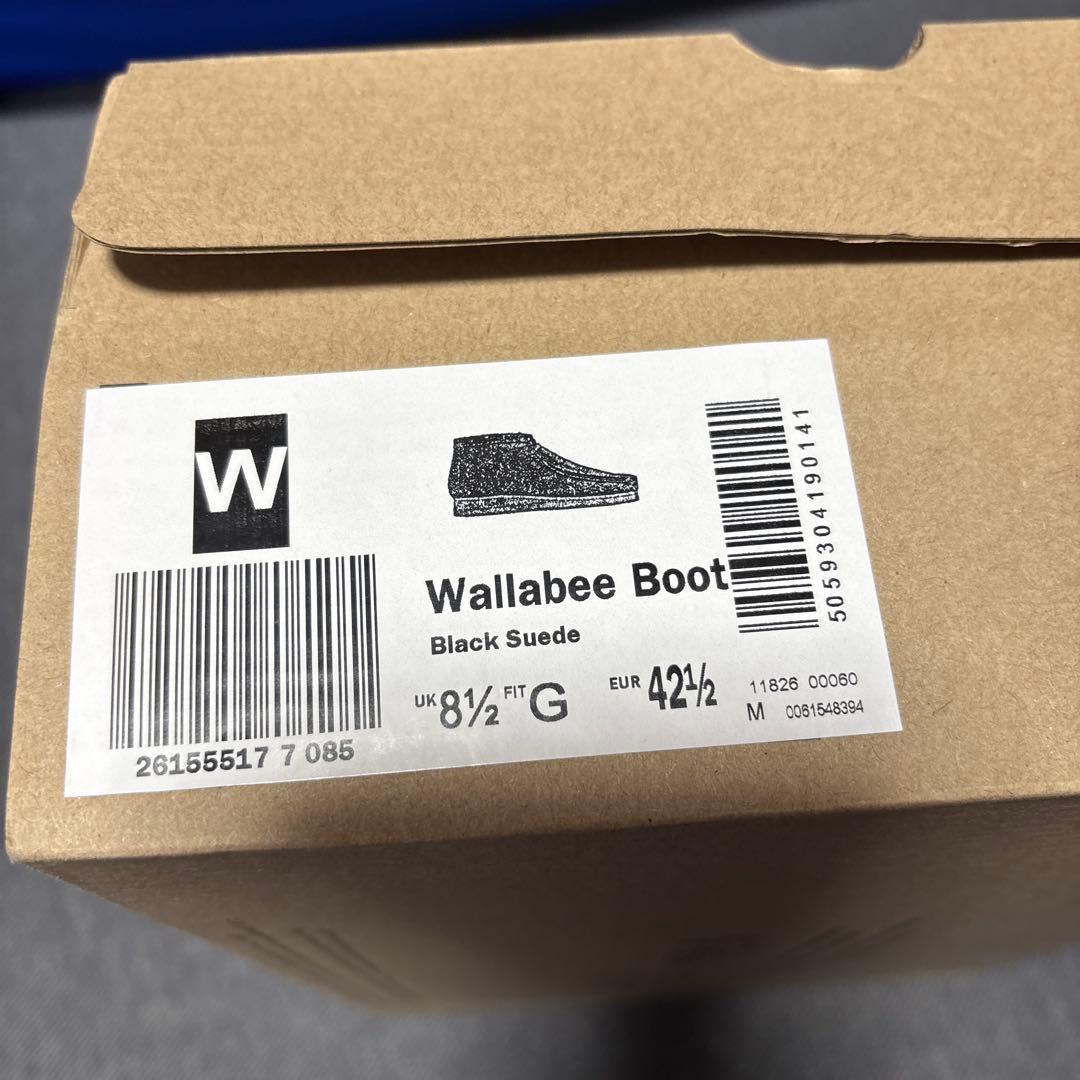 W
Wallabee Boot
Black Suede
UK 8½ FIT G EUR 42½
26155517 7 085
5059304190141
11826 00060
M 0061548394